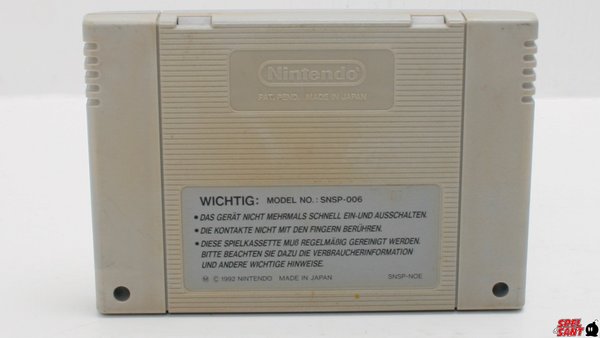 Nintendo
PAT. PEND. MADE IN JAPAN
WICHTIG: MODEL NO.: SNSP-006
• DAS GERÄT NICHT MEHRMALS SCHNELL EIN-UND AUSSCHALTEN.
• DIE KONTAKTE NICHT MIT DEN FINGERN BERÜHREN.
• DIESE SPIELKASSETTE MUß REGELMÄßIG GEREINIGT WERDEN.
BITTE BEACHTEN SIE DAZU DIE VERBRAUCHERINFORMATION
UND ANDERE WICHTIGE HINWEISE.
Ⓜ © 1992 NINTENDO MADE IN JAPAN SNSP-NOE
SPEL
SANT